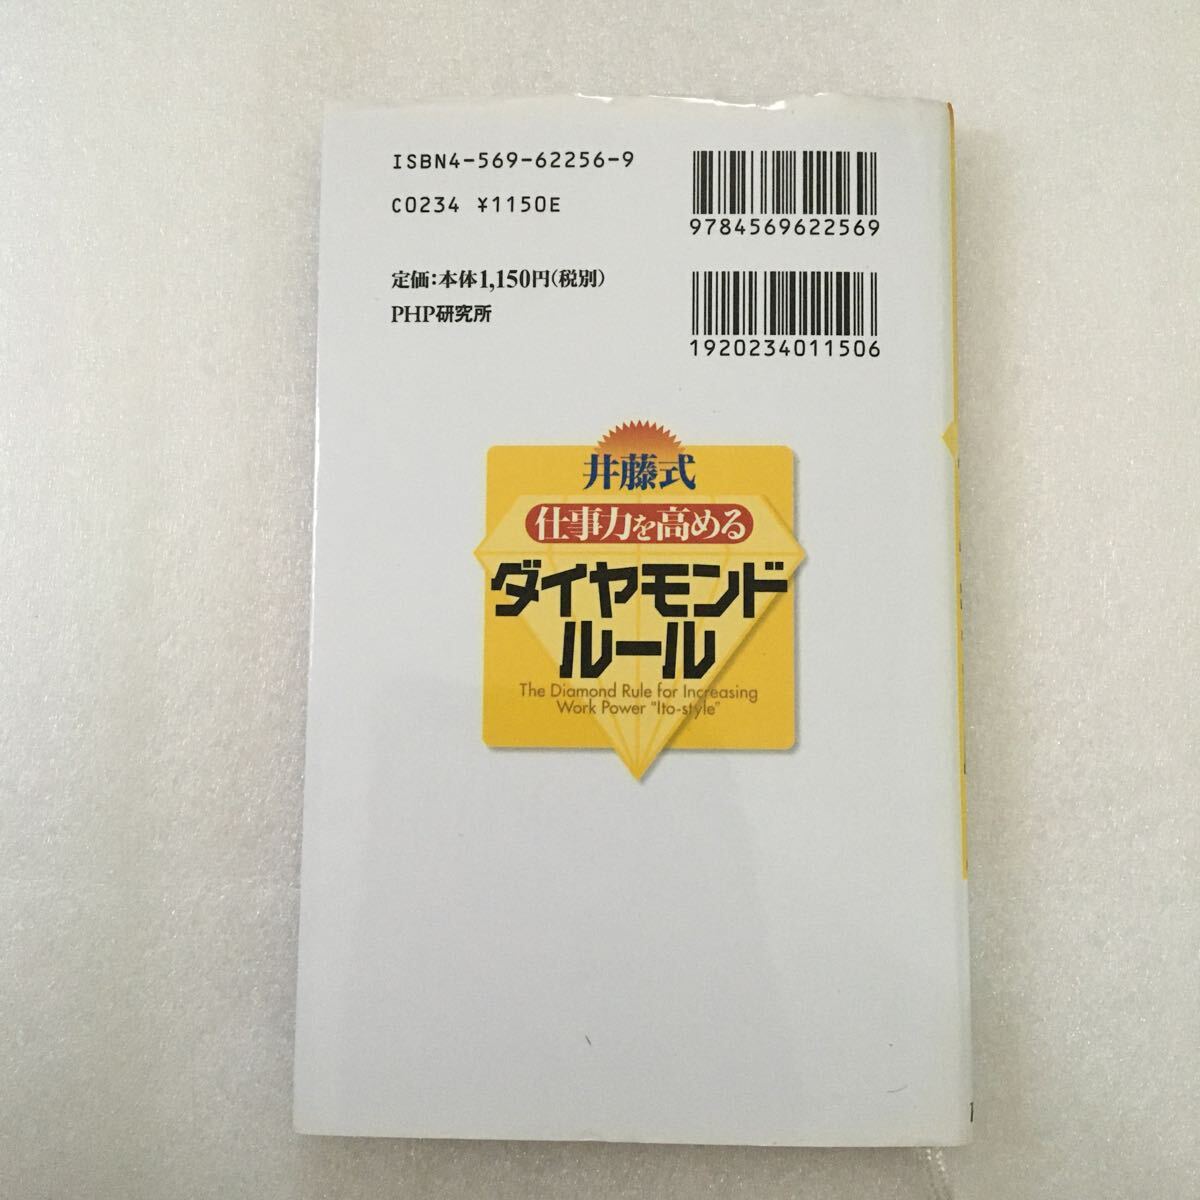 ISBN4-569-62256-9
C0234 ¥1150E
9784569622569
定価:本体1,150円(税別)
PHP研究所
1920234011506
井藤式
仕事力を高める
ダイヤモンド
ルール
The Diamond Rule for Increasing
Work Power "Ito-style"